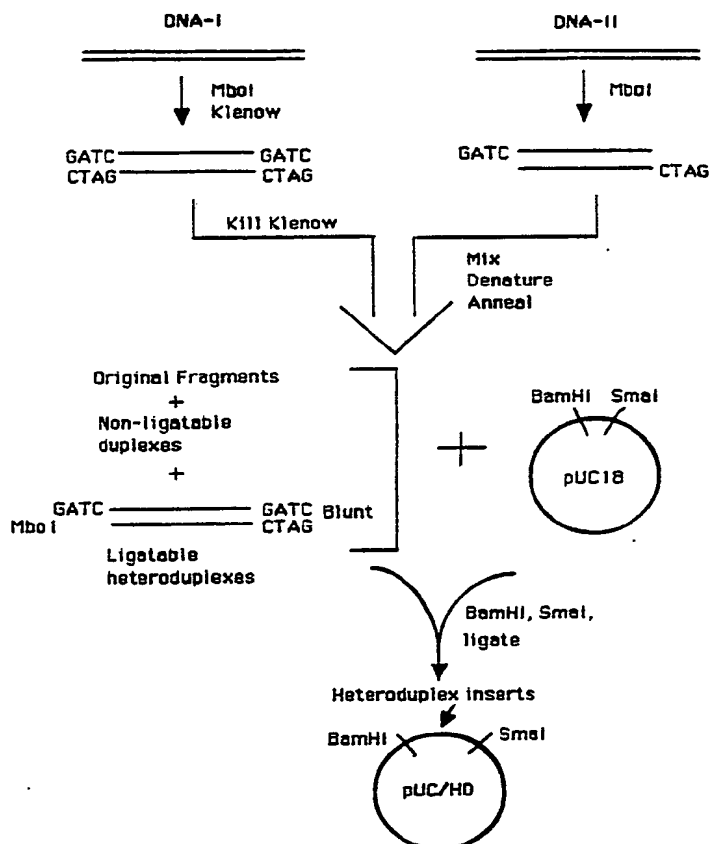 DNA-I
DNA-II
MboI
Klenow
MboI
GATC GATC
CTAG CTAG
GATC
CTAG
Kill Klenow
Mix
Denature
Anneal
Original Fragments
+
Non-ligatable
duplexes
+
GATC GATC Blunt
MboI CTAG
Ligatable
heteroduplexes
+
BamHI SmaI
pUC18
BamHI, SmaI,
ligate
Heteroduplex inserts
BamHI SmaI
pUC/HD